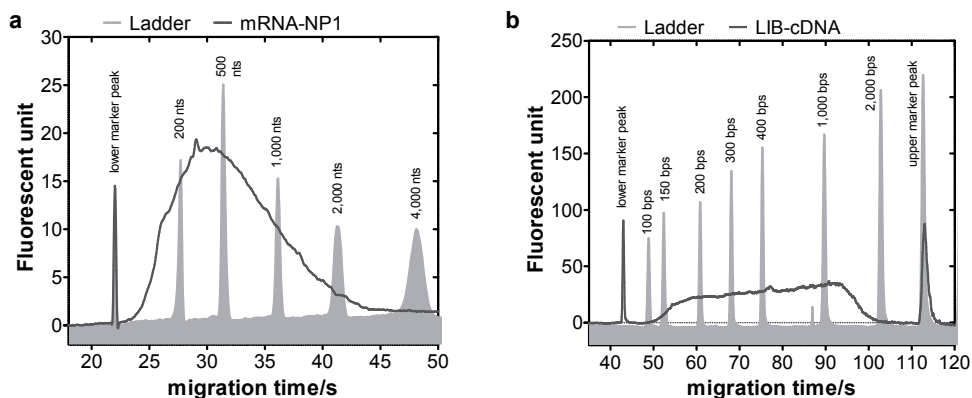 a
Ladder mRNA-NP1
Fluorescent unit
30
25
20
15
10
5
0
lower marker peak
200 nts
500
nts
1,000 nts
2,000 nts
4,000 nts
20 25 30 35 40 45 50
migration time/s
b
Ladder LIB-cDNA
Fluorescent unit
250
200
150
100
50
0
lower marker peak
100 bps
150 bps
200 bps
300 bps
400 bps
1,000 bps
2,000 bps
upper marker peak
40 50 60 70 80 90 100 110 120
migration time/s